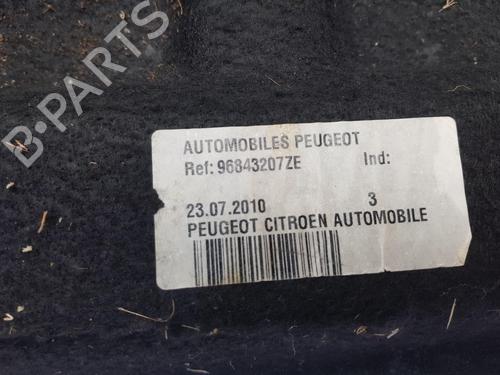 B-PARTS
AUTOMOBILES PEUGEOT
Ref: 96843207ZE Ind:
23.07.2010 3
PEUGEOT CITROEN AUTOMOBILE